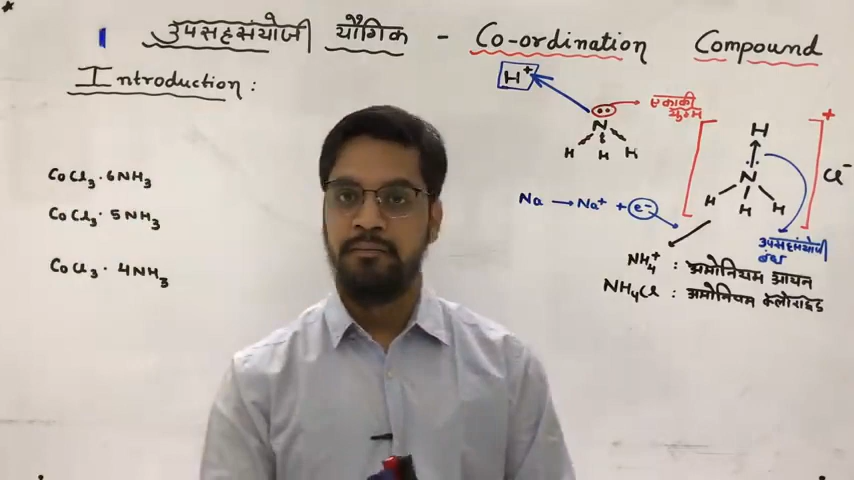 उपसहसंयोजी यौगिक - Co-ordination Compound
Introduction :
CoCl3 . 6NH3
CoCl3 . 5NH3
CoCl3 . 4NH3
H+
N
H H H
एकाकी
युग्म
Na → Na+ + e-
H
N
H H H
+
Cl-
उपसहसंयोजी
बंध
NH4+ : अमोनियम आयन
NH4Cl : अमोनियम क्लोराइड